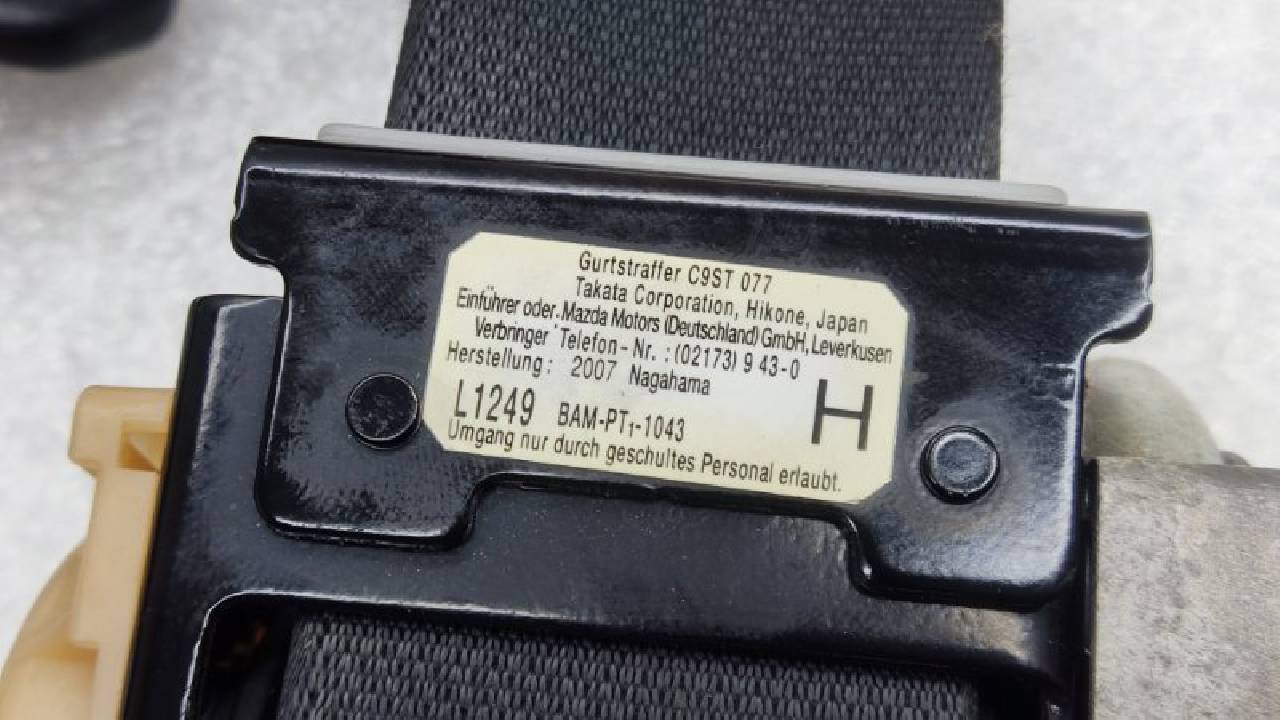 Gurtstraffer C9ST 077
Takata Corporation, Hikone, Japan
Einführer oder Mazda Motors (Deutschland) GmbH, Leverkusen
Verbringer Telefon-Nr. : (02173) 9 43-0
Herstellung: 2007 Nagahama
L1249 BAM-PT₁-1043 H
Umgang nur durch geschultes Personal erlaubt.